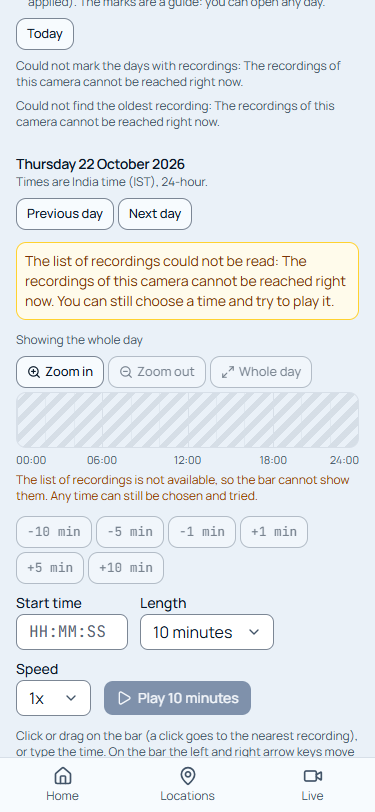 applied). The marks are a guide: you can open any day.
Today
Could not mark the days with recordings: The recordings of
this camera cannot be reached right now.
Could not find the oldest recording: The recordings of this
camera cannot be reached right now.
Thursday 22 October 2026
Times are India time (IST), 24-hour.
Previous day Next day
The list of recordings could not be read: The
recordings of this camera cannot be reached right
now. You can still choose a time and try to play it.
Showing the whole day
Zoom in Zoom out Whole day
00:00 06:00 12:00 18:00 24:00
The list of recordings is not available, so the bar cannot show
them. Any time can still be chosen and tried.
-10 min -5 min -1 min +1 min
+5 min +10 min
Start time Length
HH:MM:SS 10 minutes
Speed
1x Play 10 minutes
Click or drag on the bar (a click goes to the nearest recording),
or type the time. On the bar the left and right arrow keys move
Home Locations Live